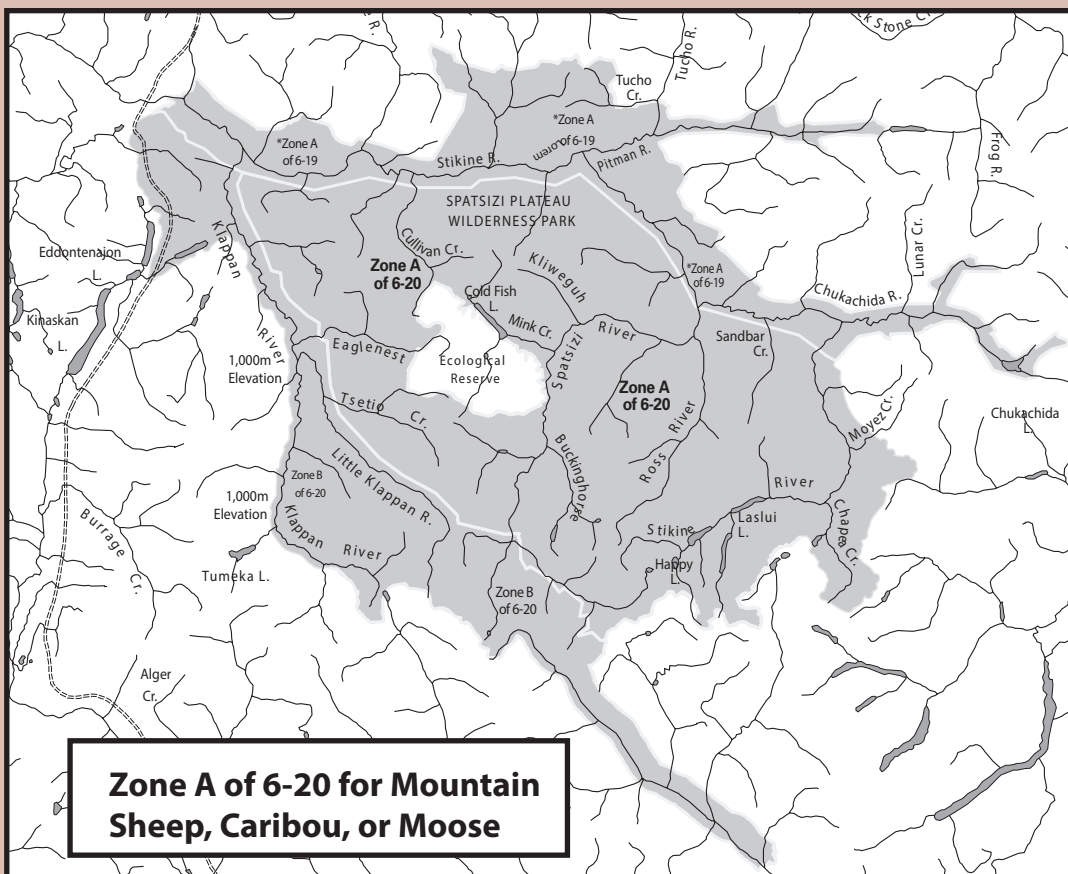 Stone Cr.
R.
Tucho R.
Tucho
Cr.
*Zone A
of 6-19
*Zone A
of 6-19
Lorem
Stikine R.
Pitman R.
Frog R.
SPATSIZI PLATEAU
WILDERNESS PARK
Klappan
Eddontenajon
L.
Cullivan Cr.
Zone A
of 6-20
Kliweguh
*Zone A
of 6-19
Lunar Cr.
Cold Fish
L.
Chukachida R.
Kinaskan
L.
River
Mink Cr.
River
Sandbar
Cr.
Eaglenest
Spatsizi
1,000m
Elevation
Ecological
Reserve
Zone A
of 6-20
Tsetio Cr.
River
Moyez Cr.
Chukachida
L.
Little Klappan R.
Buckinghorse
Ross
Zone B
of 6-20
River
1,000m
Elevation
Klappan River
Stikine
Laslui
L.
Chapea Cr.
Burrage Cr.
Tumeka L.
Happy
L.
Zone B
of 6-20
Alger
Cr.
Zone A of 6-20 for Mountain
Sheep, Caribou, or Moose